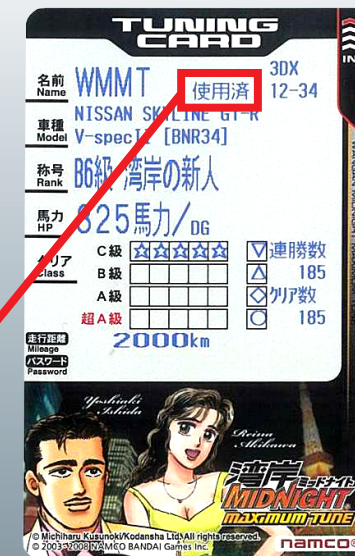 TUNING
CARD
名前
Name
WMMT
使用済
3DX
12-34
車種
Model
NISSAN SKYLINE GT-R
V-specⅡ [BNR34]
称号
Rank
B6級 湾岸の新人
馬力
HP
825馬力/DG
クリア
Class
C級 ☆☆☆☆☆
B級
A級
超A級
▽連勝数
△ 185
◇クリア数
○ 185
走行距離
Mileage
2000km
パスワード
Password
Yoshiaki
Ishida
Reina
Akikawa
湾岸
ミッドナイト
MIDNIGHT
MAXIMUM TUNE
© Michiharu Kusunoki/Kodansha Ltd. All rights reserved.
© 2003-2008 NAMCO BANDAI Games Inc.
namco